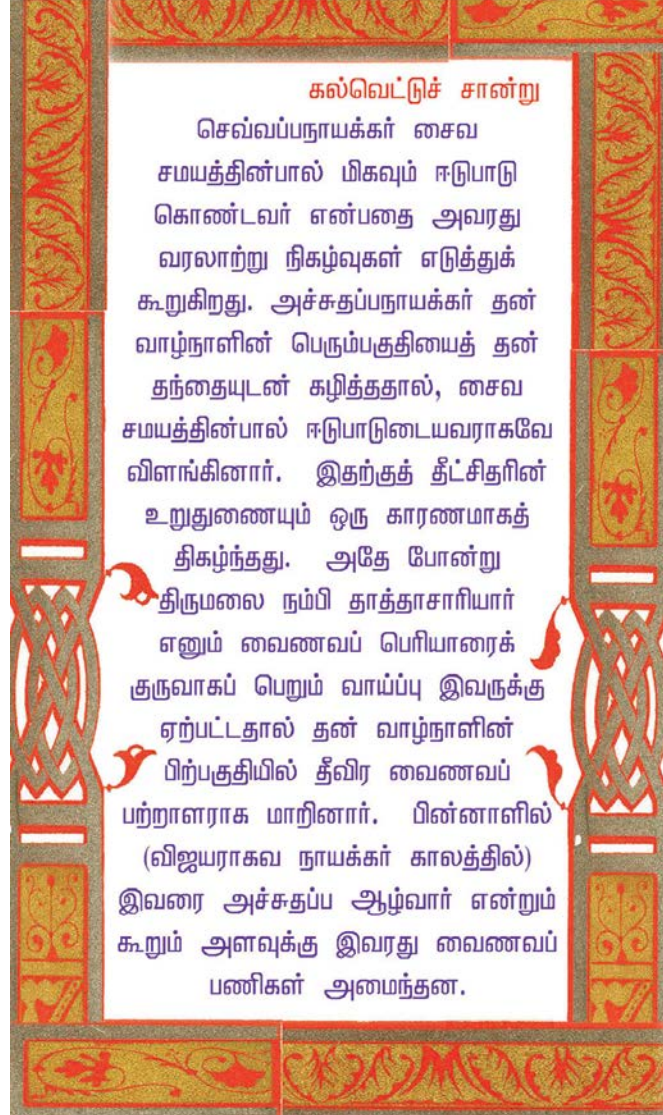 கல்வெட்டுச் சான்று
செவ்வப்பநாயக்கர் சைவ
சமயத்தின்பால் மிகவும் ஈடுபாடு
கொண்டவர் என்பதை அவரது
வரலாற்று நிகழ்வுகள் எடுத்துக்
கூறுகிறது. அச்சுதப்பநாயக்கர் தன்
வாழ்நாளின் பெரும்பகுதியைத் தன்
தந்தையுடன் கழித்ததால், சைவ
சமயத்தின்பால் ஈடுபாடுடையவராகவே
விளங்கினார். இதற்குத் தீட்சிதரின்
உறுதுணையும் ஒரு காரணமாகத்
திகழ்ந்தது. அதே போன்று
திருமலை நம்பி தாத்தாசாரியார்
எனும் வைணவப் பெரியாரைக்
குருவாகப் பெறும் வாய்ப்பு இவருக்கு
ஏற்பட்டதால் தன் வாழ்நாளின்
பிற்பகுதியில் தீவிர வைணவப்
பற்றாளராக மாறினார். பின்னாளில்
(விஜயராகவ நாயக்கர் காலத்தில்)
இவரை அச்சுதப்ப ஆழ்வார் என்றும்
கூறும் அளவுக்கு இவரது வைணவப்
பணிகள் அமைந்தன.